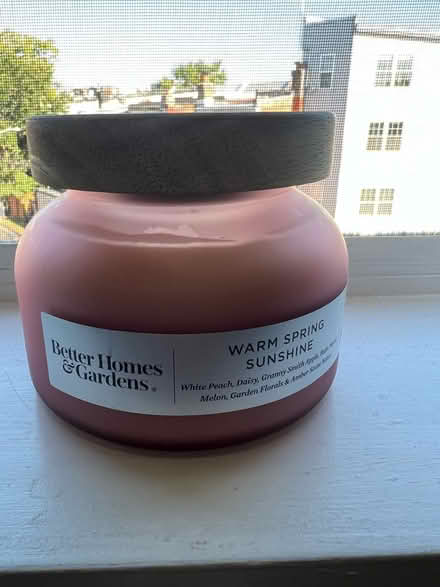 Better Homes
& Gardens®
WARM SPRING
SUNSHINE
White Peach, Daisy, Granny Smith Apple,
Melon, Garden Florals & Amber